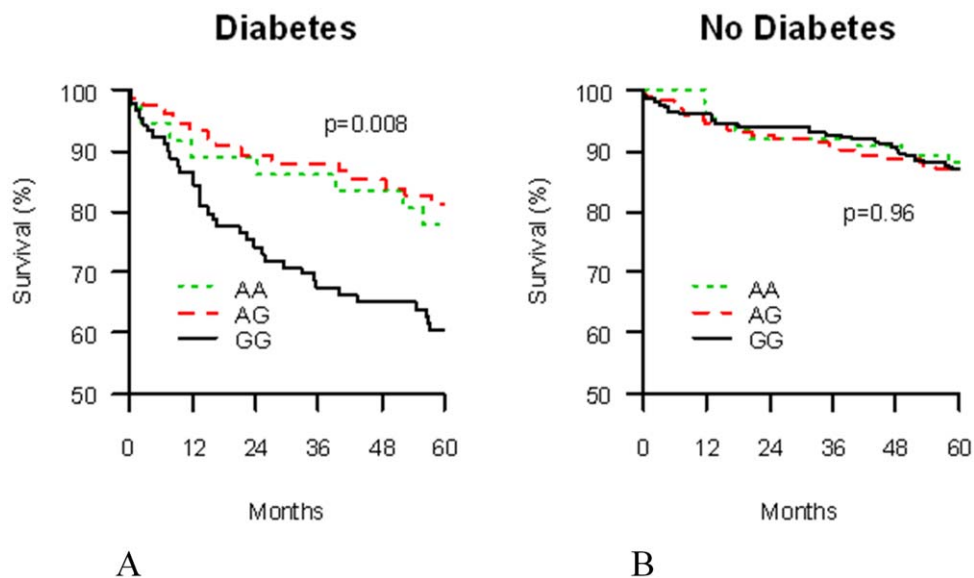 Diabetes
100
90
80
70
60
50
Survival (%)
p=0.008
AA
AG
GG
0 12 24 36 48 60
Months
A
No Diabetes
100
90
80
70
60
50
Survival (%)
p=0.96
AA
AG
GG
0 12 24 36 48 60
Months
B